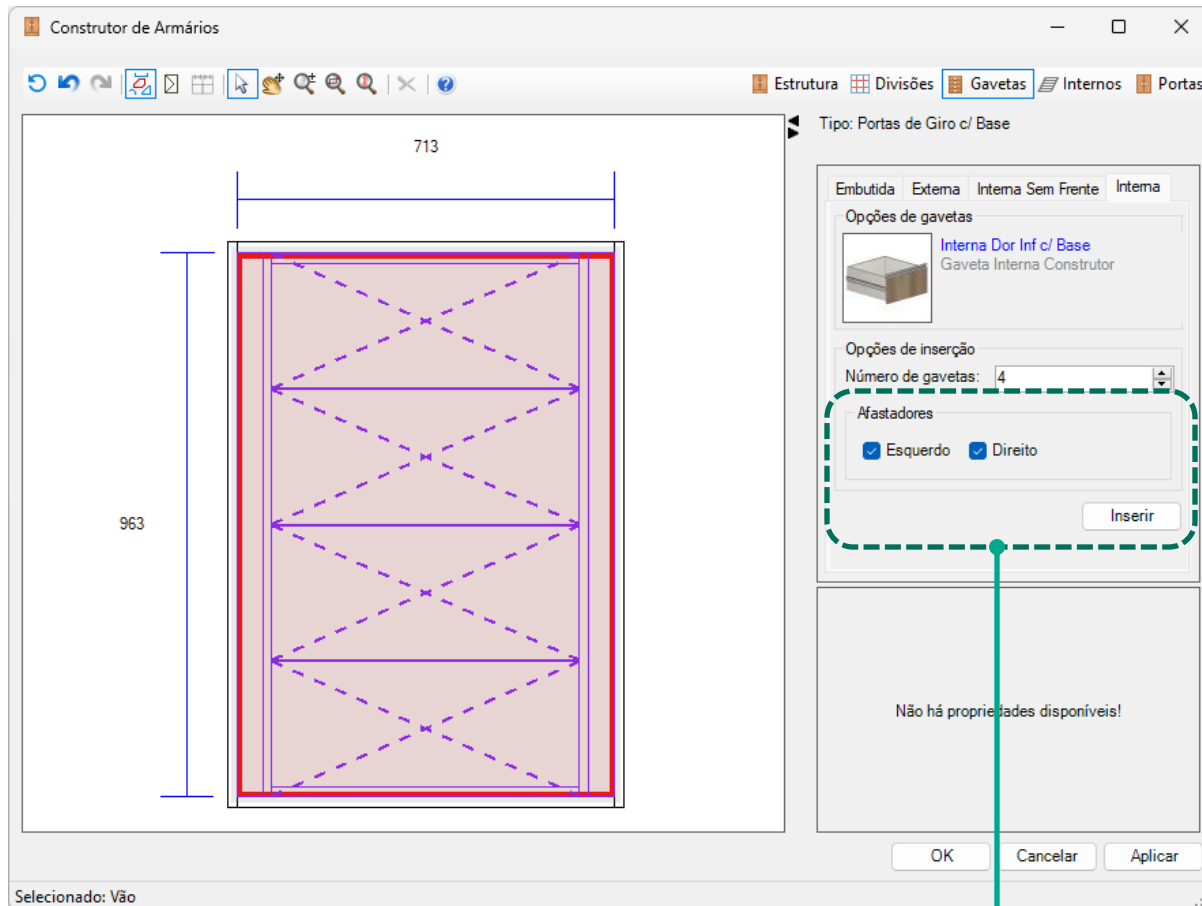 Construtor de Armários
Estrutura Divisões Gavetas Internos Portas
Tipo: Portas de Giro c/ Base
713
Embutida Externa Interna Sem Frente Interna
Opções de gavetas
Interna Dor Inf c/ Base
Gaveta Interna Construtor
Opções de inserção
Número de gavetas: 4
Afastadores
Esquerdo Direito
Inserir
963
Não há propriedades disponíveis!
OK Cancelar Aplicar
Selecionado: Vão